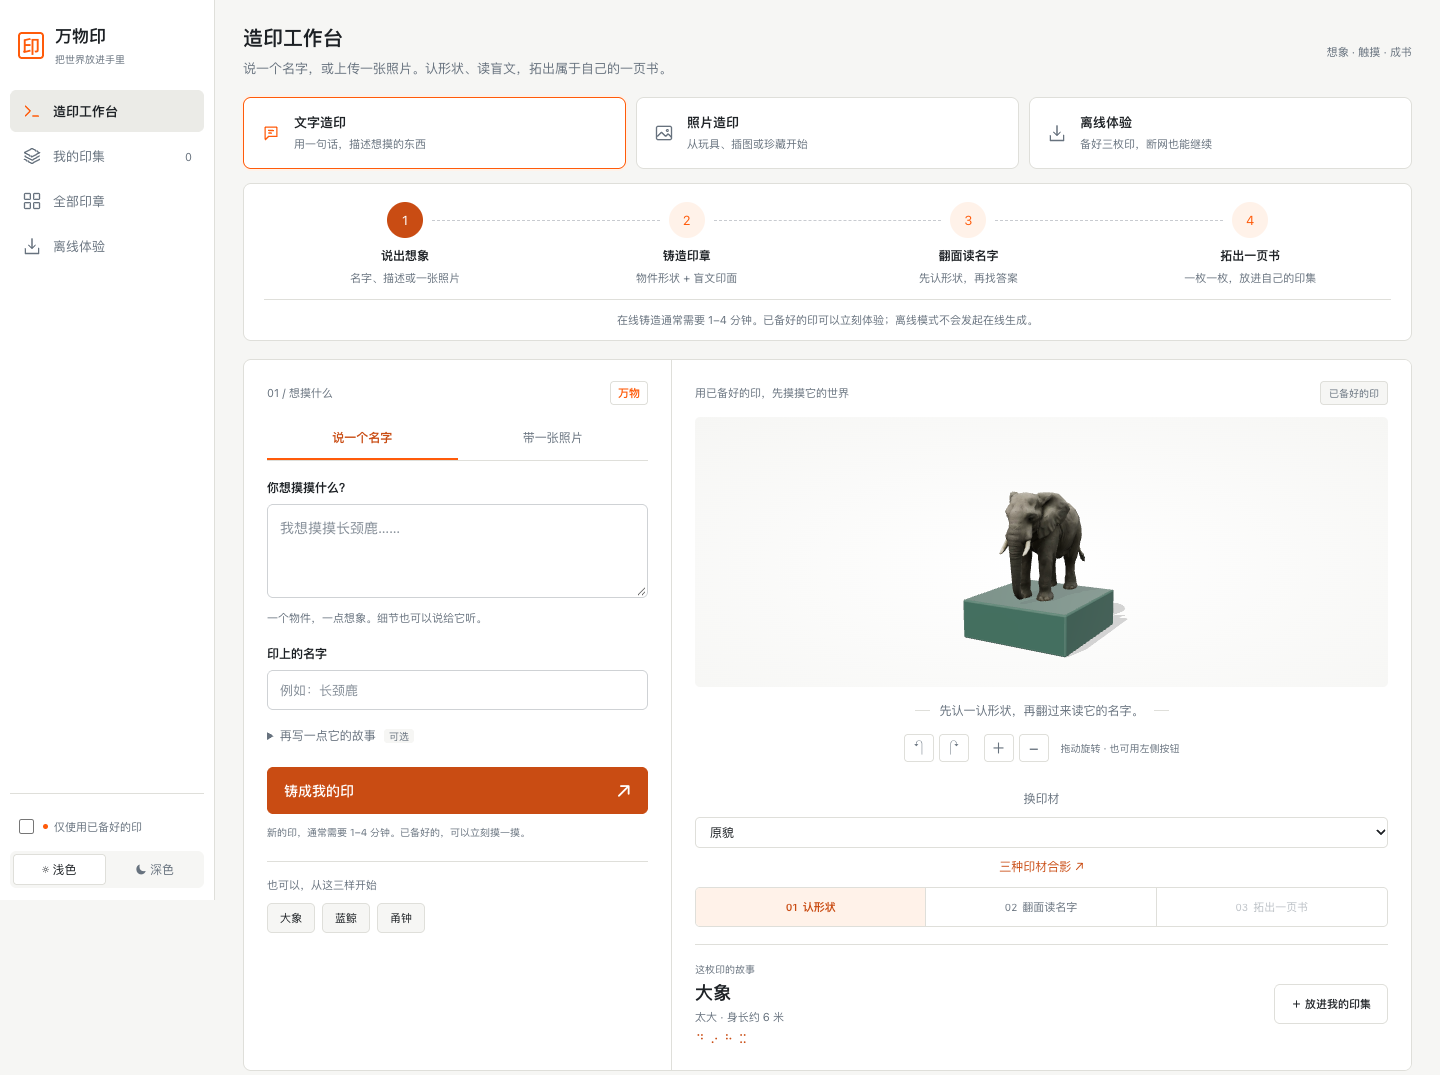 印
万物印
把世界放进手里
造印工作台
我的印集 0
全部印章
离线体验
仅使用已备好的印
浅色 深色
造印工作台
说一个名字，或上传一张照片。认形状、读盲文，拓出属于自己的一页书。
想象 · 触摸 · 成书
文字造印
用一句话，描述想摸的东西
照片造印
从玩具、插图或珍藏开始
离线体验
备好三枚印，断网也能继续
1 2 3 4
说出想象 铸造印章 翻面读名字 拓出一页书
名字、描述或一张照片 物件形状 + 盲文印面 先认形状，再找答案 一枚一枚，放进自己的印集
在线铸造通常需要 1–4 分钟。已备好的印可以立刻体验；离线模式不会发起在线生成。
01 / 想摸什么 万物
说一个名字 带一张照片
你想摸摸什么？
我想摸摸长颈鹿……
一个物件，一点想象。细节也可以说给它听。
印上的名字
例如：长颈鹿
再写一点它的故事 可选
铸成我的印
新的印，通常需要 1–4 分钟。已备好的，可以立刻摸一摸。
也可以，从这三样开始
大象 蓝鲸 甬钟
用已备好的印，先摸摸它的世界 已备好的印
先认一认形状，再翻过来读它的名字。
+ − 拖动旋转 · 也可用左侧按钮
换印材
原貌
三种印材合影
01 认形状 02 翻面读名字 03 拓出一页书
这枚印的故事
大象
太大 · 身长约 6 米
+ 放进我的印集